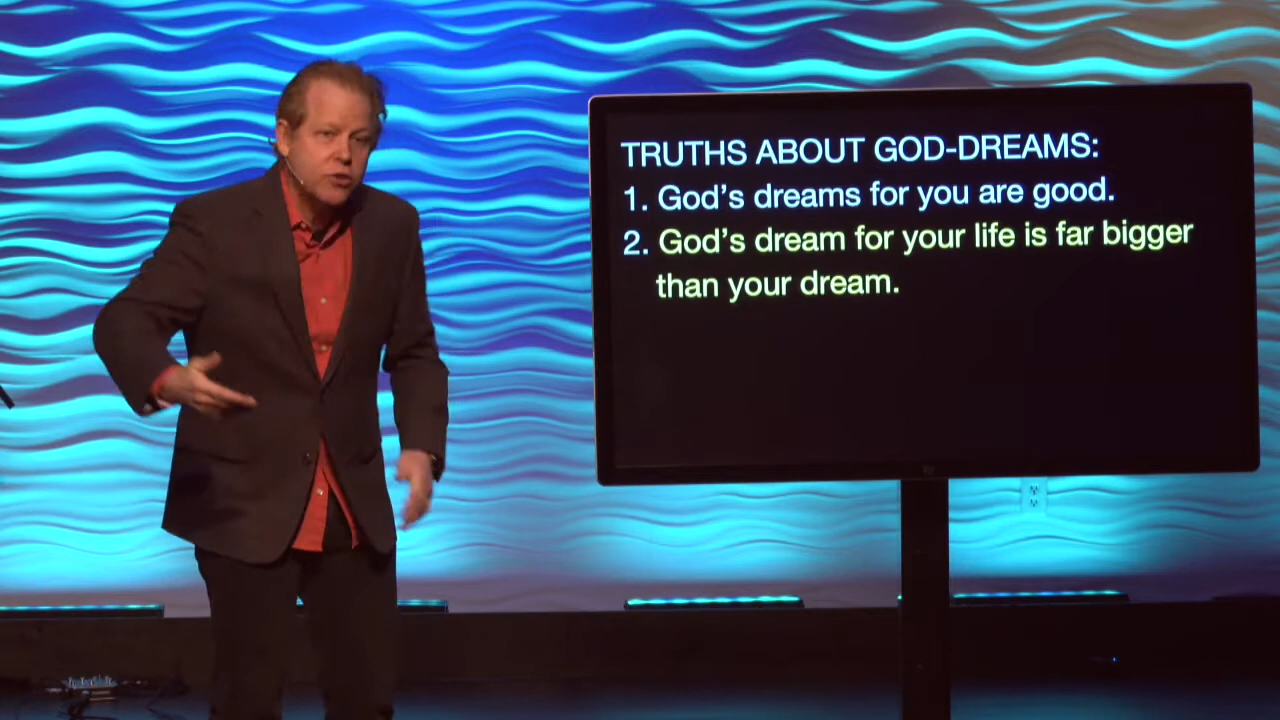 TRUTHS ABOUT GOD-DREAMS:
1. God's dreams for you are good.
2. God's dream for your life is far bigger
than your dream.